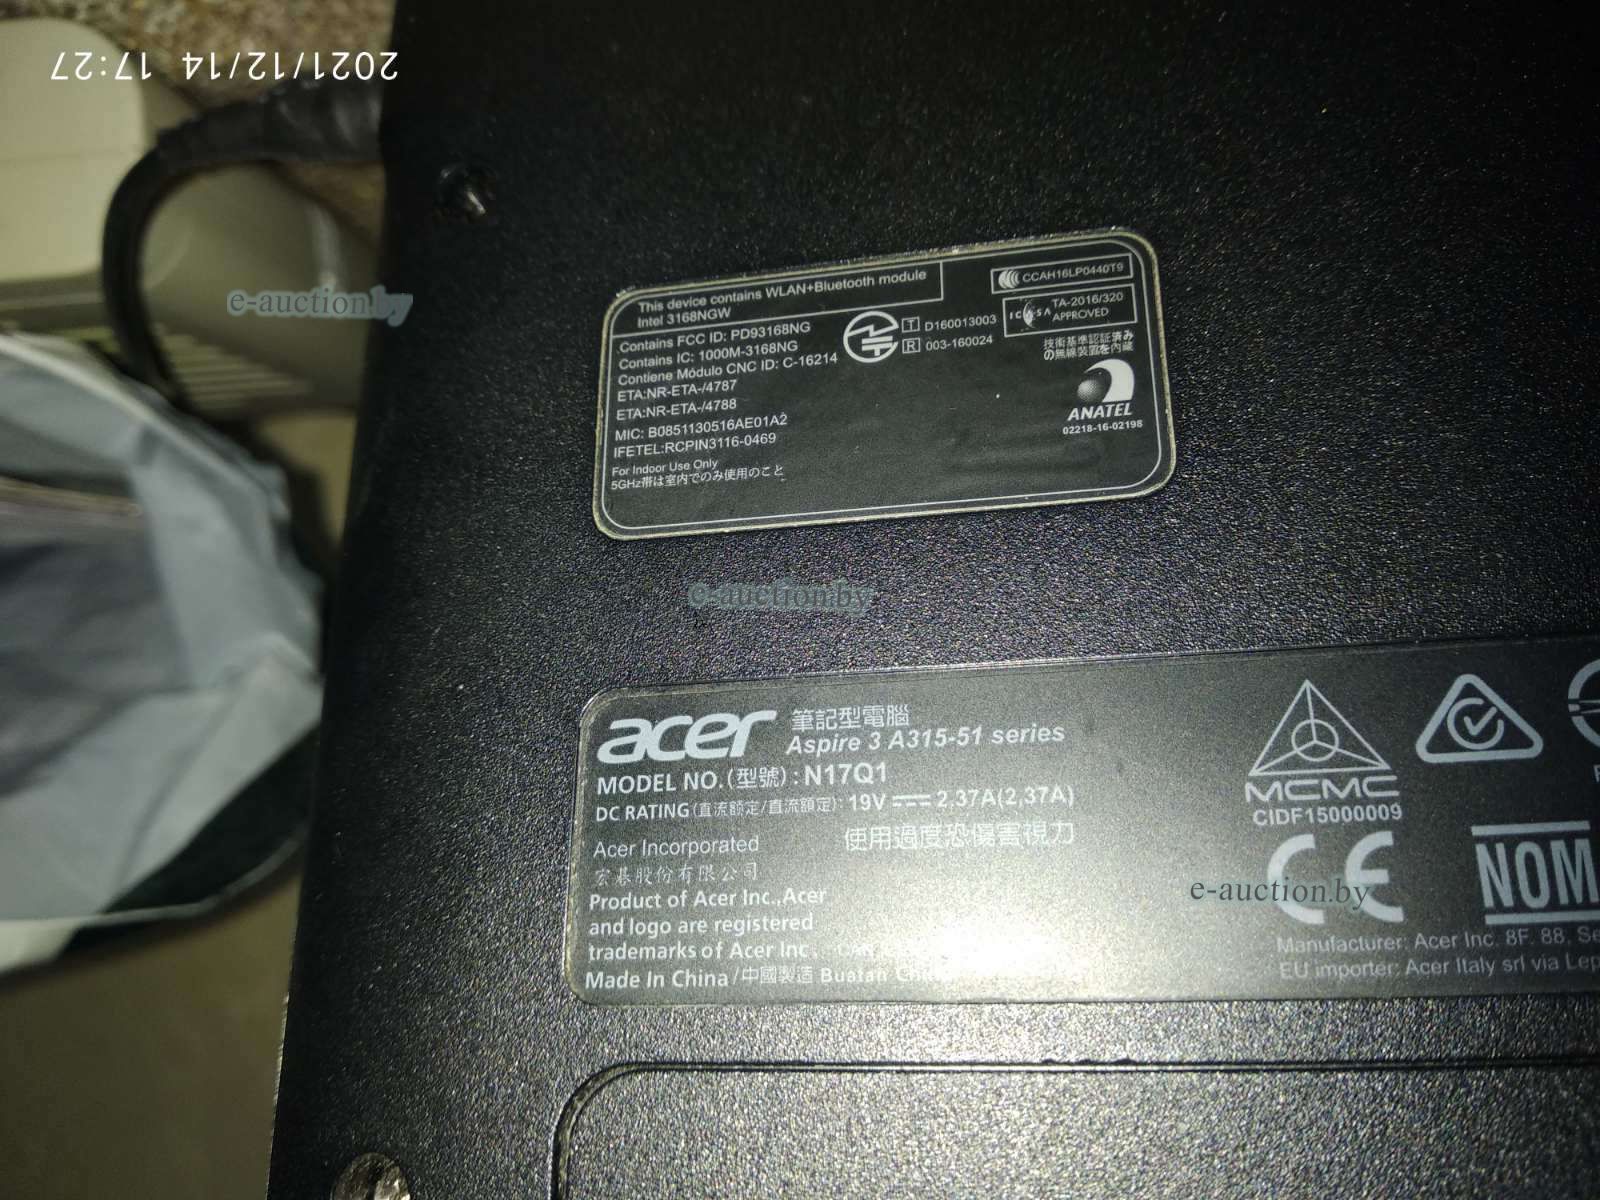 2021/12/14 17:27
e-auction.by
This device contains WLAN+Bluetooth module
Intel 3168NGW
Contains FCC ID: PD93168NG
Contains IC: 1000M-3168NG
Contiene Módulo CNC ID: C-16214
ETA:NR-ETA-/4787
ETA:NR-ETA-/4788
MIC: B0851130516AE01A2
IFETEL:RCPIN3116-0469
For Indoor Use Only
5GHz帯は室内でのみ使用のこと
T D160013003
R 003-160024
CCAH16LP0440T9
ICASA TA-2016/320
APPROVED
技術基準認証済み
の無線装置を内蔵
ANATEL
02218-16-02198
e-auction.by
acer 筆記型電腦
Aspire 3 A315-51 series
MODEL NO.(型號): N17Q1
DC RATING(直流額定/直流额定): 19V 2,37A(2,37A)
Acer Incorporated 使用過度恐傷害視力
宏碁股份有限公司
Product of Acer Inc.,Acer
and logo are registered
trademarks of Acer Inc. CAN
Made In China/中國製造
MCMC
CIDF15000009
CE
NOM
e-auction.by
Manufacturer: Acer Inc. 8F. 88,
EU importer: Acer Italy srl via